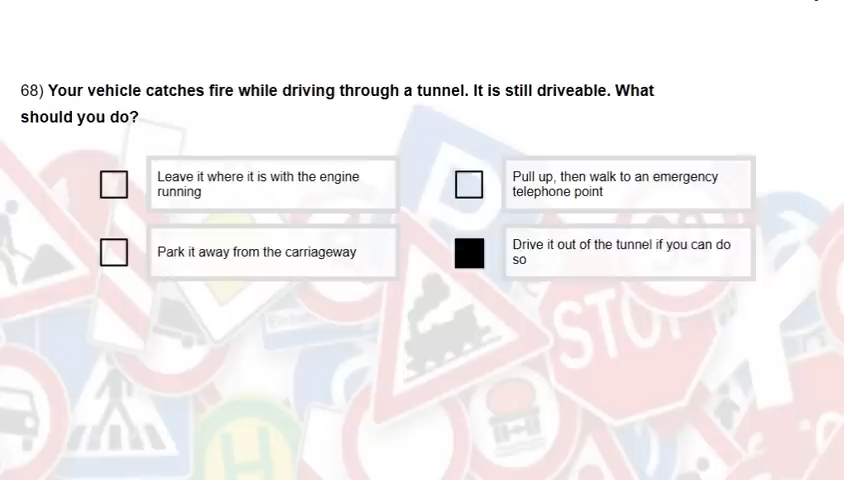 68) Your vehicle catches fire while driving through a tunnel. It is still driveable. What
should you do?
Leave it where it is with the engine
running
Pull up, then walk to an emergency
telephone point
Park it away from the carriageway
Drive it out of the tunnel if you can do
so
STOP
H